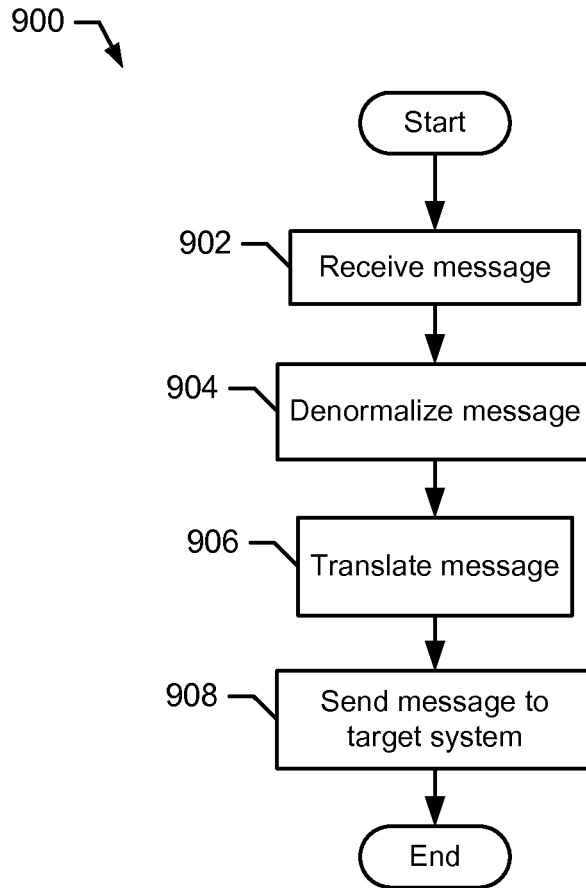 900
Start
902
Receive message
904
Denormalize message
906
Translate message
908
Send message to
target system
End